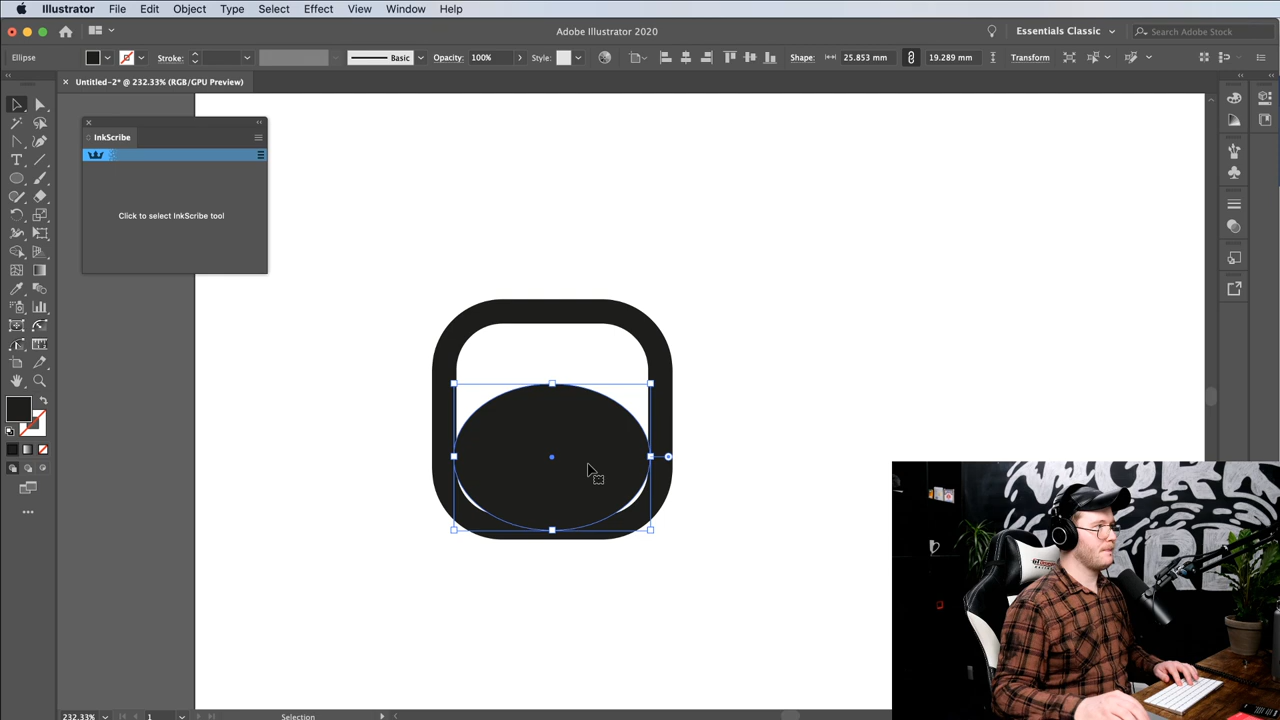 Illustrator File Edit Object Type Select Effect View Window Help
Adobe Illustrator 2020
Essentials Classic
Search Adobe Stock
Ellipse
Stroke:
Basic
Opacity: 100%
Style:
Shape: 25.853 mm
19.289 mm
Transform
Untitled-2* @ 232.33% (RGB/GPU Preview)
InkScribe
Click to select InkScribe tool
WORK
HARD
232.33%
1
Selection